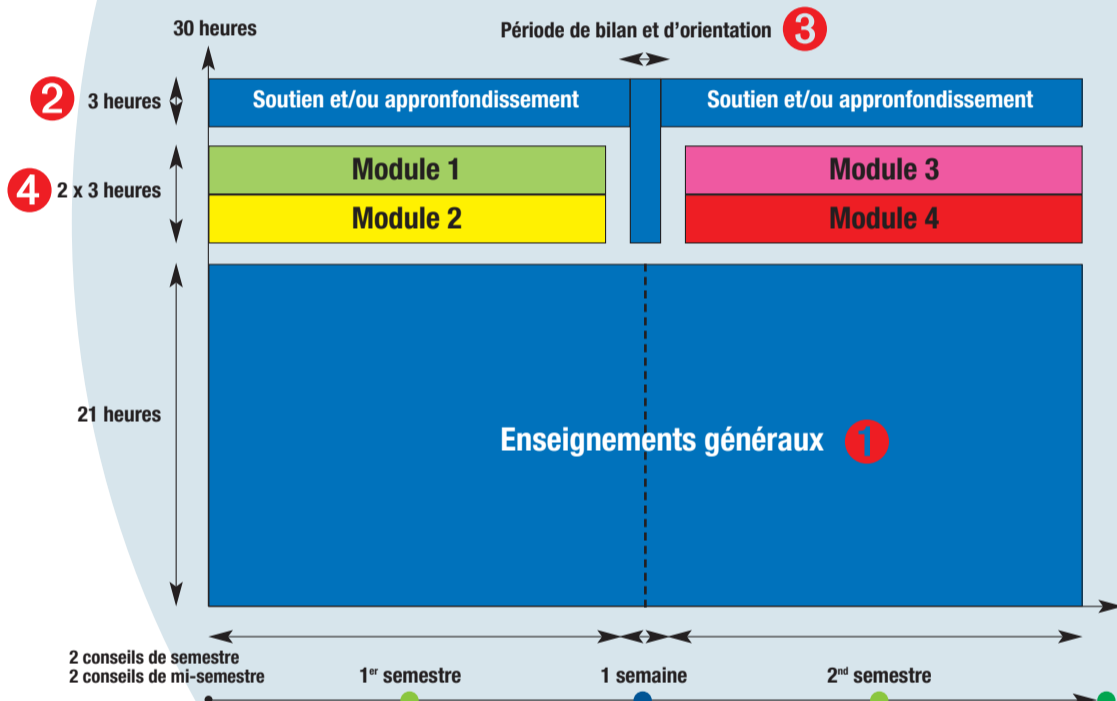 30 heures
Période de bilan et d'orientation 3
2 3 heures
Soutien et/ou appronfondissement
Soutien et/ou appronfondissement
4 2 x 3 heures
Module 1
Module 3
Module 2
Module 4
21 heures
Enseignements généraux 1
2 conseils de semestre
2 conseils de mi-semestre
1er semestre
1 semaine
2nd semestre